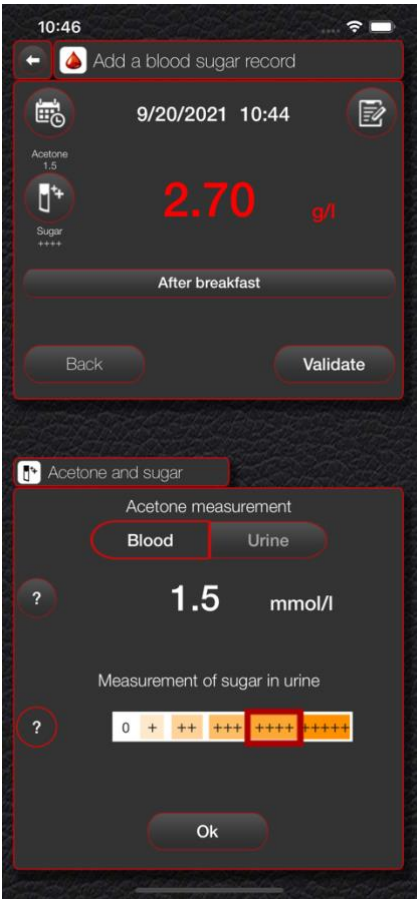 10:46
Add a blood sugar record
9/20/2021 10:44
Acetone
1.5
++
2.70 g/l
Sugar
++++
After breakfast
Back Validate
++ Acetone and sugar
Acetone measurement
Blood Urine
? 1.5 mmol/l
Measurement of sugar in urine
? 0 + ++ +++ ++++ +++++
Ok